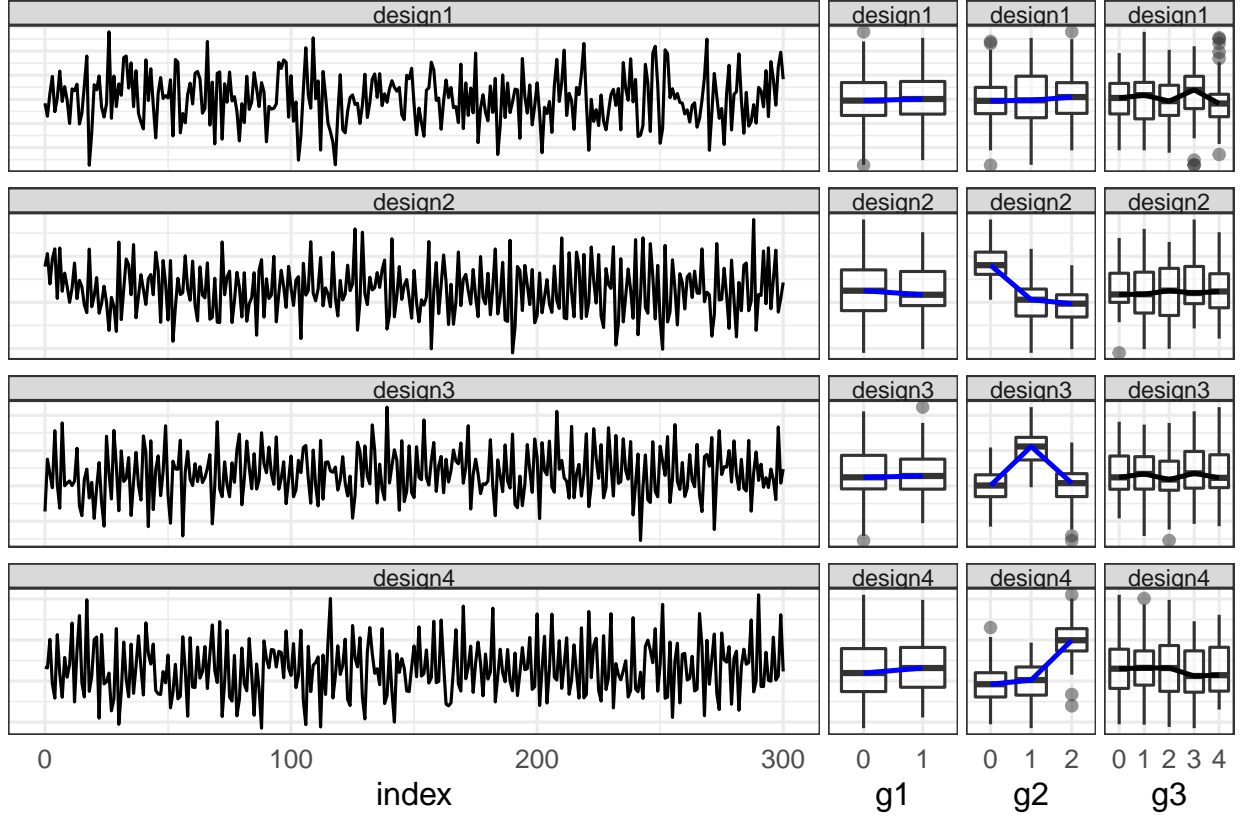 design1 design1 design1 design1
design2 design2 design2 design2
design3 design3 design3 design3
design4 design4 design4 design4
0 100 200 300 0 1 0 1 2 0 1 2 3 4
index g1 g2 g3